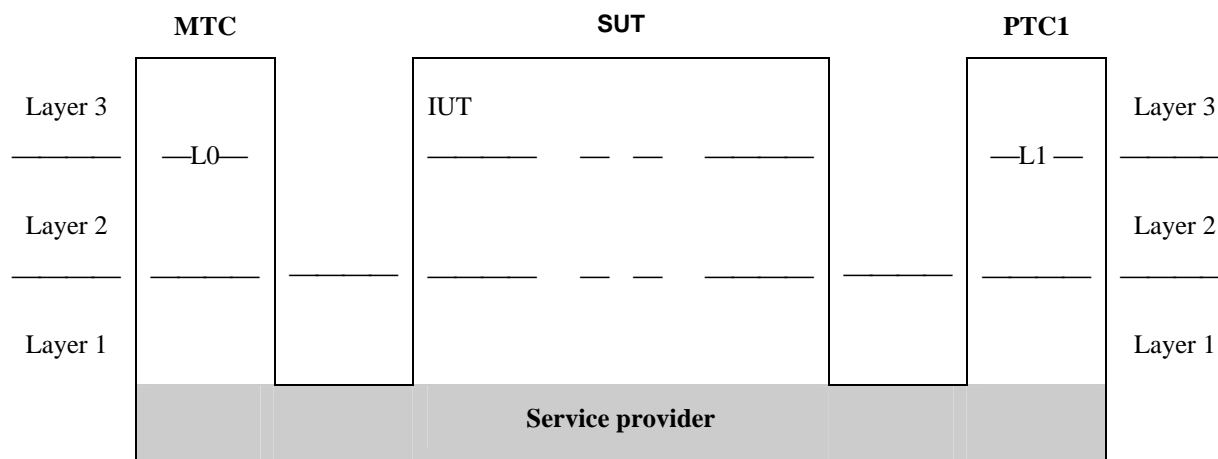 MTC SUT PTC1
Layer 3 IUT Layer 3
L0 L1
Layer 2 Layer 2
Layer 1 Layer 1
Service provider